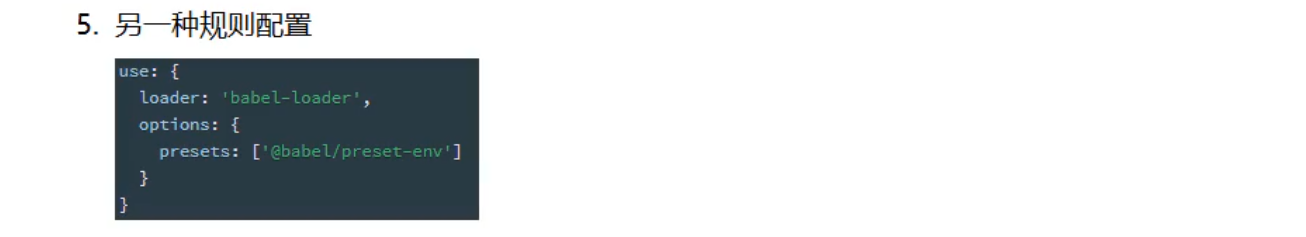 5. 另一种规则配置
use: {
  loader: 'babel-loader',
  options: {
    presets: ['@babel/preset-env']
  }
}